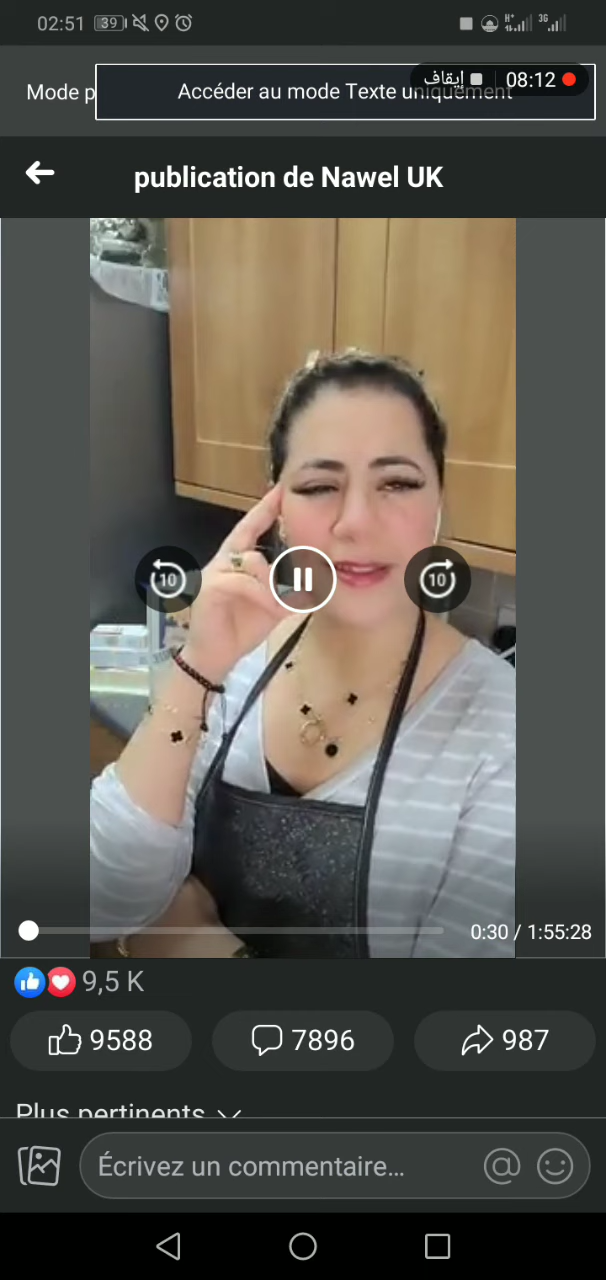 02:51 39 H+ 3G
Mode p
Accéder au mode Texte uniquement
إيقاف 08:12
publication de Nawel UK
10 10
0:30 / 1:55:28
9,5 K
9588 7896 987
Plus pertinents
Écrivez un commentaire...